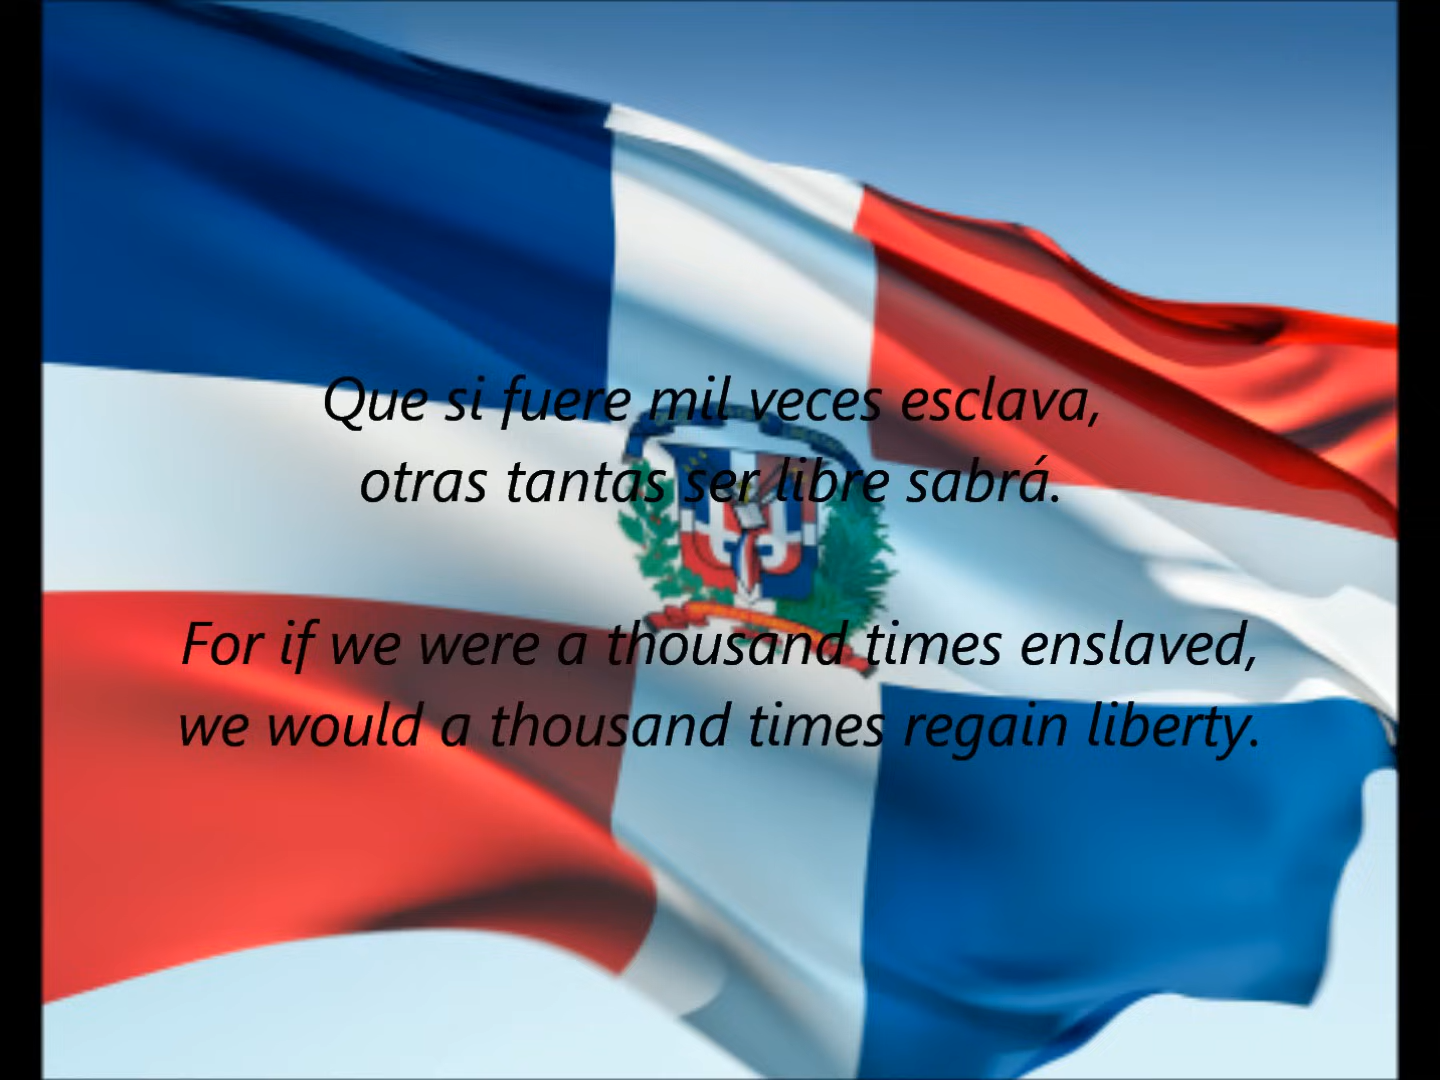 Que si fuere mil veces esclava,
otras tantas ser libre sabrá.
For if we were a thousand times enslaved,
we would a thousand times regain liberty.